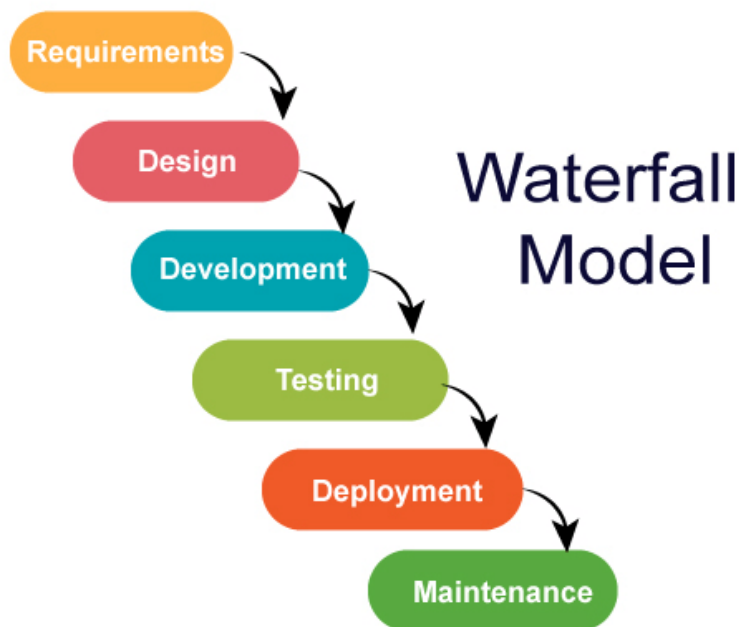 Requirements
Design
Waterfall
Model
Development
Testing
Deployment
Maintenance